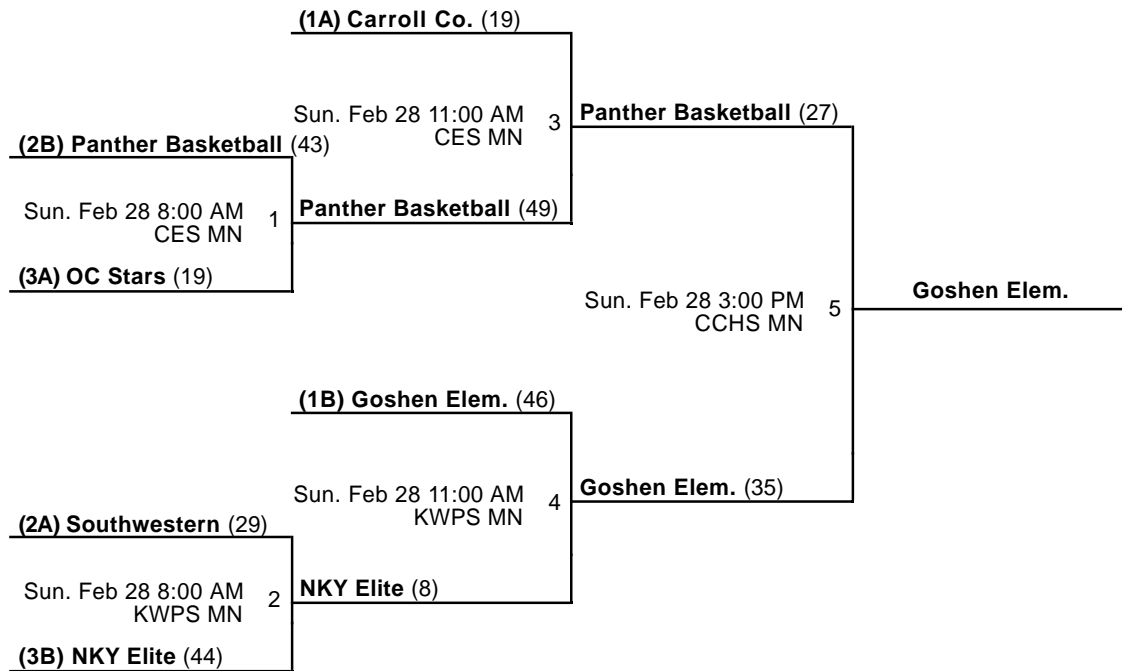 (1A) Carroll Co. (19)
Sun. Feb 28 11:00 AM
CES MN
3
Panther Basketball (27)
(2B) Panther Basketball (43)
Sun. Feb 28 8:00 AM
CES MN
1
Panther Basketball (49)
(3A) OC Stars (19)
Sun. Feb 28 3:00 PM
CCHS MN
5
Goshen Elem.
(1B) Goshen Elem. (46)
Sun. Feb 28 11:00 AM
KWPS MN
4
Goshen Elem. (35)
(2A) Southwestern (29)
Sun. Feb 28 8:00 AM
KWPS MN
2
NKY Elite (8)
(3B) NKY Elite (44)